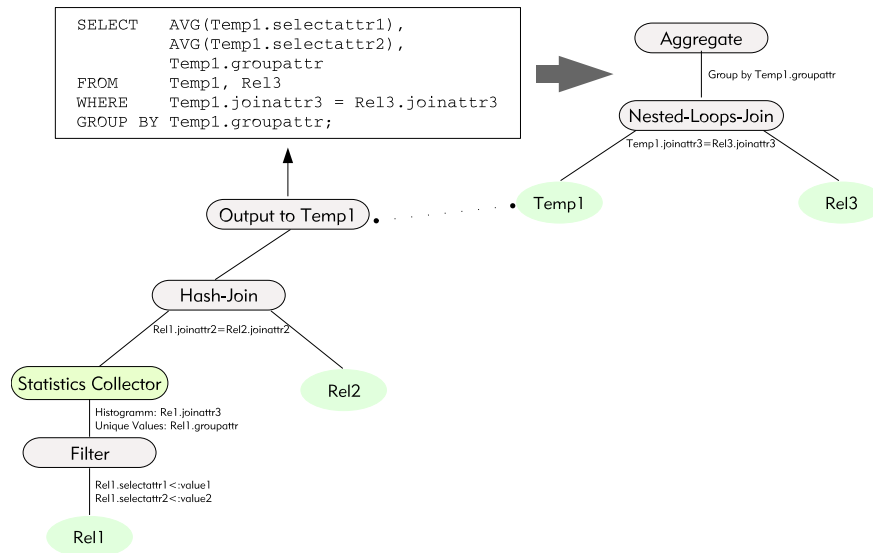 SELECT AVG(Temp1.selectattr1),
AVG(Temp1.selectattr2),
Temp1.groupattr
FROM Temp1, Rel3
WHERE Temp1.joinattr3 = Rel3.joinattr3
GROUP BY Temp1.groupattr;
Aggregate
Group by Temp1.groupattr
Nested-Loops-Join
Temp1.joinattr3=Rel3.joinattr3
Temp1
Rel3
Output to Temp1
Hash-Join
Rel1.joinattr2=Rel2.joinattr2
Statistics Collector
Rel2
Histogramm: Re1.joinattr3
Unique Values: Rel1.groupattr
Filter
Rel1.selectattr1<:value1
Rel1.selectattr2<:value2
Rel1